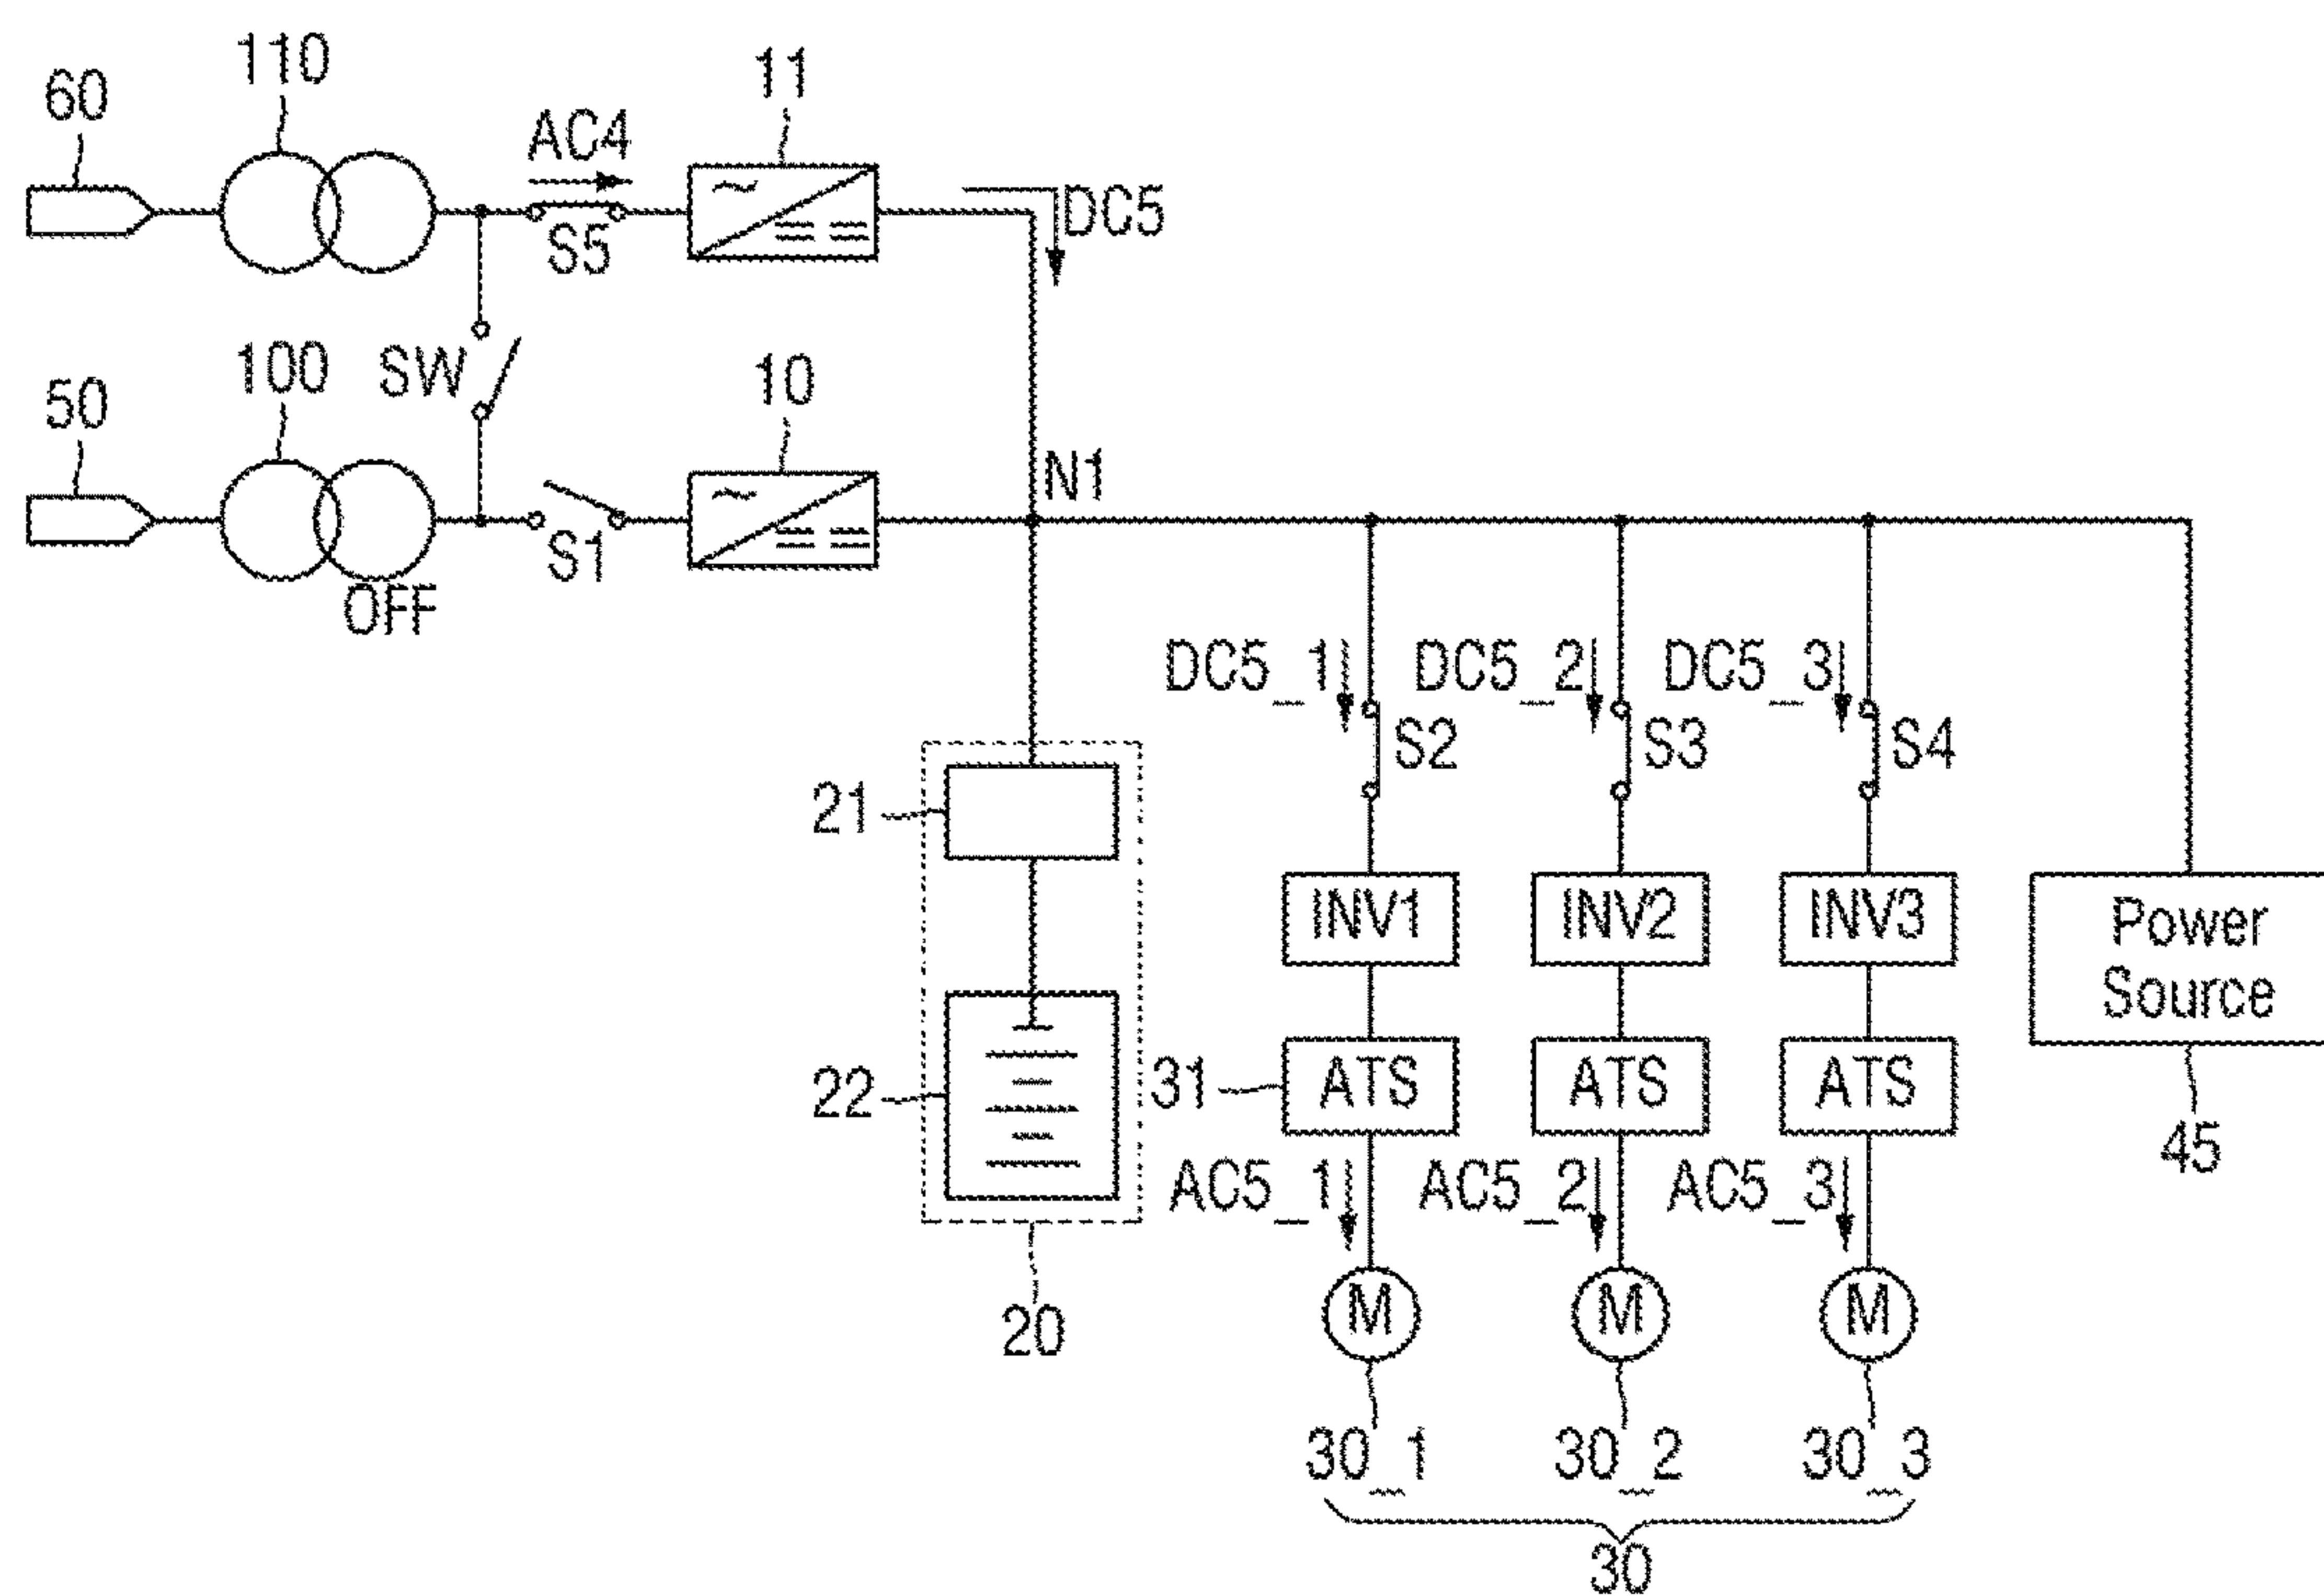 110
11
60
AC4
DC5
S5
100
SW
10
50
N1
S1
OFF
DC5_1
DC5_2
DC5_3
S2
S3
S4
21
INV1
INV2
INV3
Power
Source
22
31
ATS
ATS
ATS
45
AC5_1
AC5_2
AC5_3
20
M
M
M
30_1
30_2
30_3
30